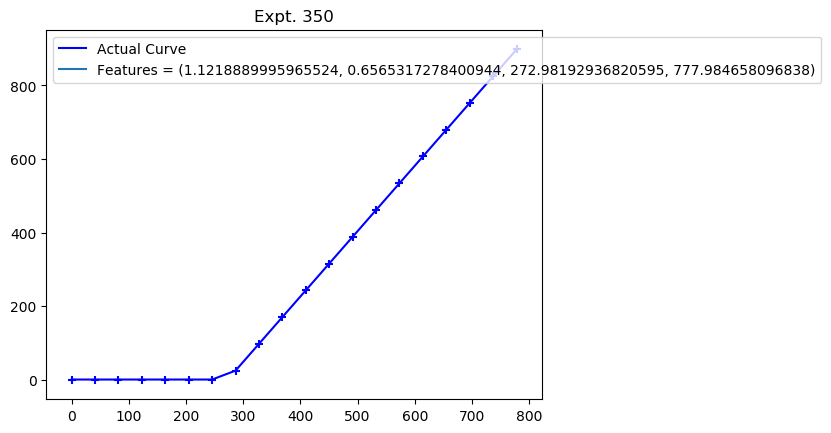 Expt. 350
Actual Curve
Features = (1.1218889995965524, 0.6565317278400944, 272.98192936820595, 777.984658096838)
800
600
400
200
0
0 100 200 300 400 500 600 700 800